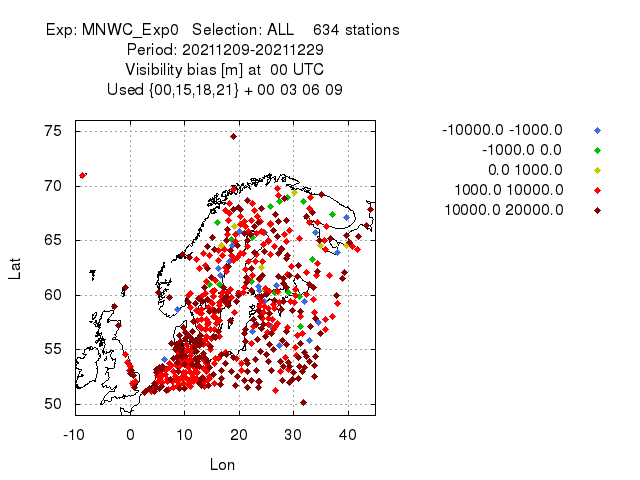 Exp: MNWC_Exp0 Selection: ALL 634 stations
Period: 20211209-20211229
Visibility bias [m] at 00 UTC
Used {00,15,18,21} + 00 03 06 09
-10000.0 -1000.0
-1000.0 0.0
0.0 1000.0
1000.0 10000.0
10000.0 20000.0
75
70
65
60
55
50
Lat
-10 0 10 20 30 40
Lon